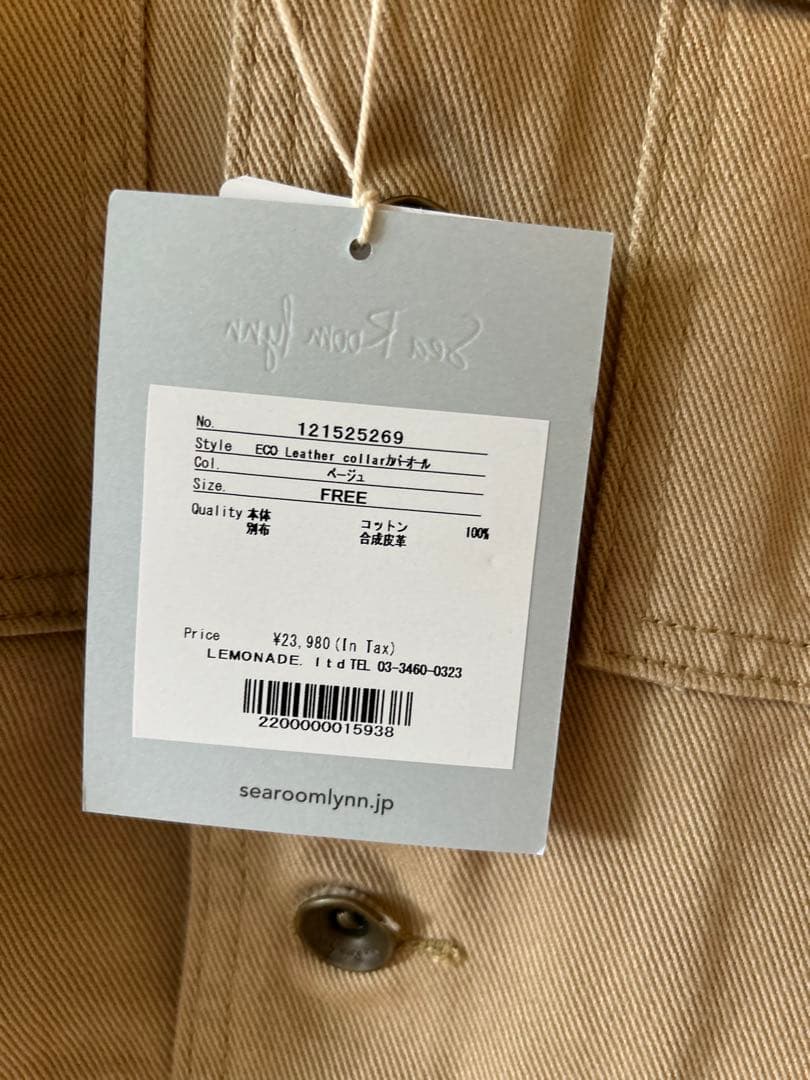 Sea Room lynn
No. 121525269
Style ECO Leather collarカバーオール
Col. ベージュ
Size. FREE
Quality 本体 コットン 100%
別布 合成皮革
Price ¥23,980(In Tax)
LEMONADE. ltd TEL 03-3460-0323
2200000015938
searoomlynn.jp